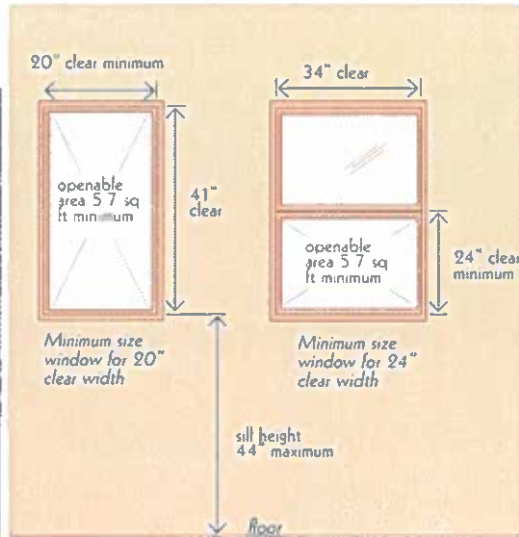 20" clear minimum
34" clear
openable
area 5 7 sq
ft minimum
41"
clear
openable
area 5 7 sq
ft minimum
24" clear
minimum
Minimum size
window for 20"
clear width
Minimum size
window for 24"
clear width
sill height
44" maximum
floor